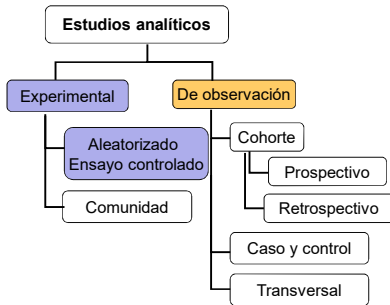 Estudios analíticos
Experimental
De observación
Aleatorizado
Ensayo controlado
Comunidad
Cohorte
Prospectivo
Retrospectivo
Caso y control
Transversal